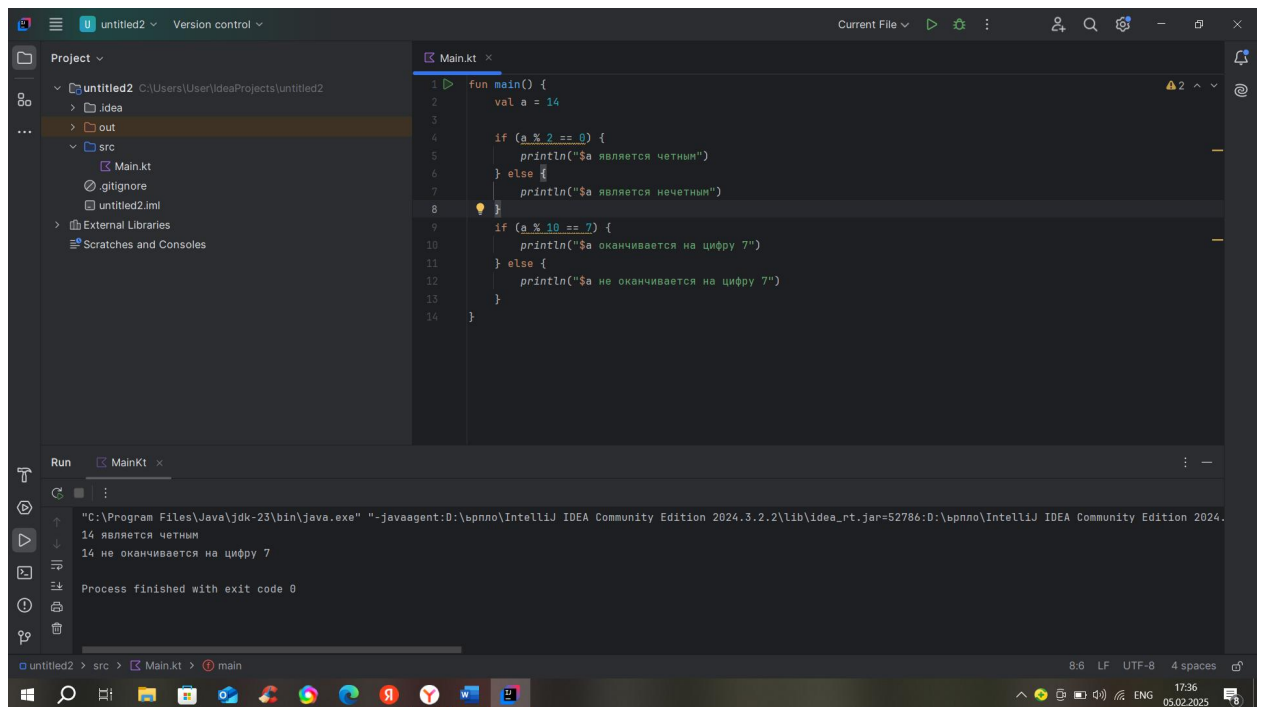 U untitled2 Version control Current File
Project
Main.kt
untitled2 C:\Users\User\IdeaProjects\untitled2
.idea
out
src
Main.kt
.gitignore
untitled2.iml
External Libraries
Scratches and Consoles
1 fun main() {
2 val a = 14
3
4 if (a % 2 == 0) {
5 println("$a является четным")
6 } else {
7 println("$a является нечетным")
8 }
9 if (a % 10 == 7) {
10 println("$a оканчивается на цифру 7")
11 } else {
12 println("$a не оканчивается на цифру 7")
13 }
14 }
2
Run MainKt
"C:\Program Files\Java\jdk-23\bin\java.exe" "-javaagent:D:\ьрпло\IntelliJ IDEA Community Edition 2024.3.2.2\lib\idea_rt.jar=52786:D:\ьрпло\IntelliJ IDEA Community Edition 2024.
14 является четным
14 не оканчивается на цифру 7
Process finished with exit code 0
untitled2 > src > Main.kt > main
8:6 LF UTF-8 4 spaces
ENG 17:36
05.02.2025
8